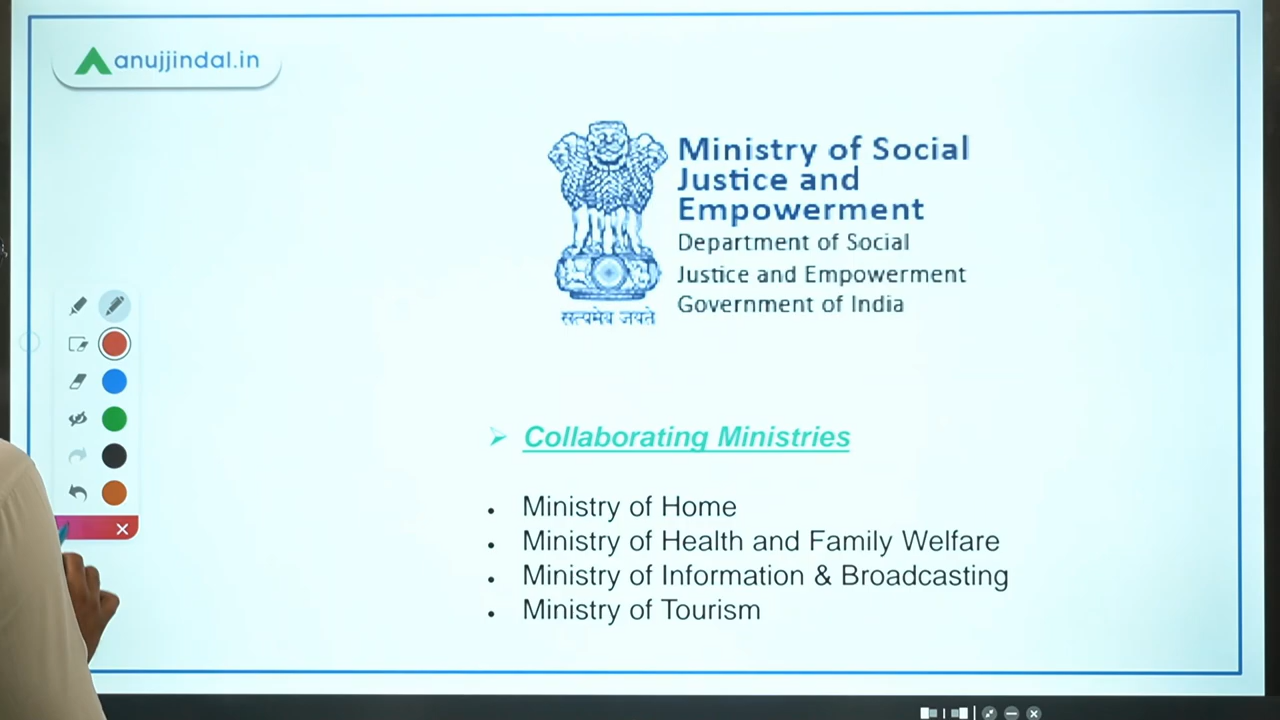 anujjindal.in
Ministry of Social
Justice and
Empowerment
Department of Social
Justice and Empowerment
Government of India
सत्यमेव जयते
Collaborating Ministries
Ministry of Home
Ministry of Health and Family Welfare
Ministry of Information & Broadcasting
Ministry of Tourism